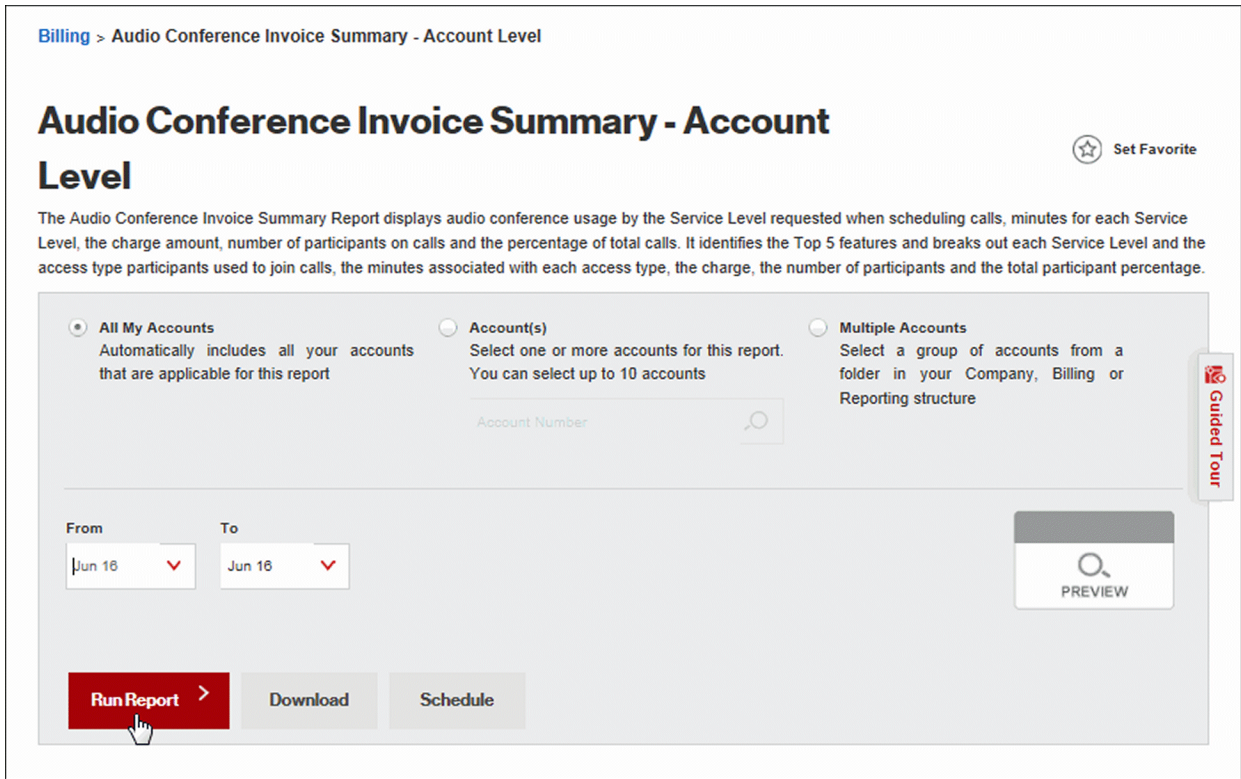 Billing > Audio Conference Invoice Summary - Account Level
Audio Conference Invoice Summary - Account
Level
Set Favorite
The Audio Conference Invoice Summary Report displays audio conference usage by the Service Level requested when scheduling calls, minutes for each Service
Level, the charge amount, number of participants on calls and the percentage of total calls. It identifies the Top 5 features and breaks out each Service Level and the
access type participants used to join calls, the minutes associated with each access type, the charge, the number of participants and the total participant percentage.
All My Accounts
Automatically includes all your accounts
that are applicable for this report
Account(s)
Select one or more accounts for this report.
You can select up to 10 accounts
Account Number
Multiple Accounts
Select a group of accounts from a
folder in your Company, Billing or
Reporting structure
Guided Tour
From
To
Jun 16
Jun 16
PREVIEW
Run Report
Download
Schedule